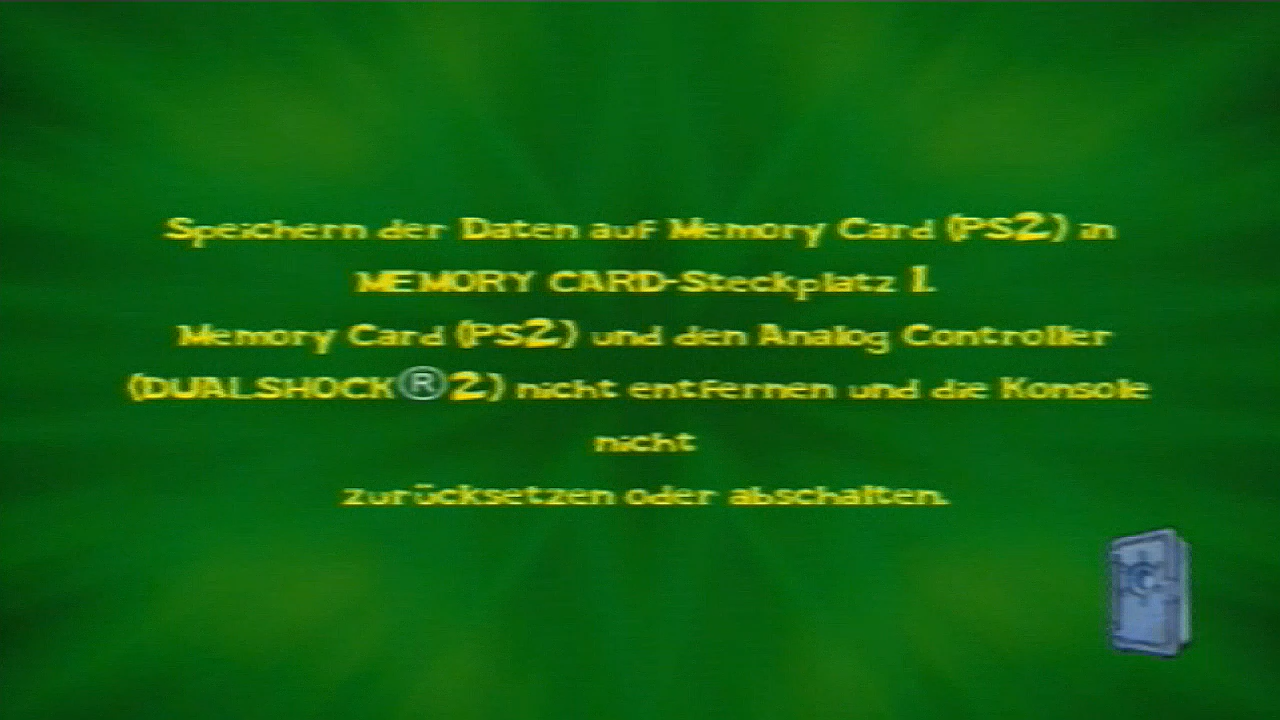 Speichern der Daten auf Memory Card (PS2) in
MEMORY CARD-Steckplatz 1.
Memory Card (PS2) und den Analog Controller
(DUALSHOCK®2) nicht entfernen und die Konsole
nicht
zurücksetzen oder abschalten.